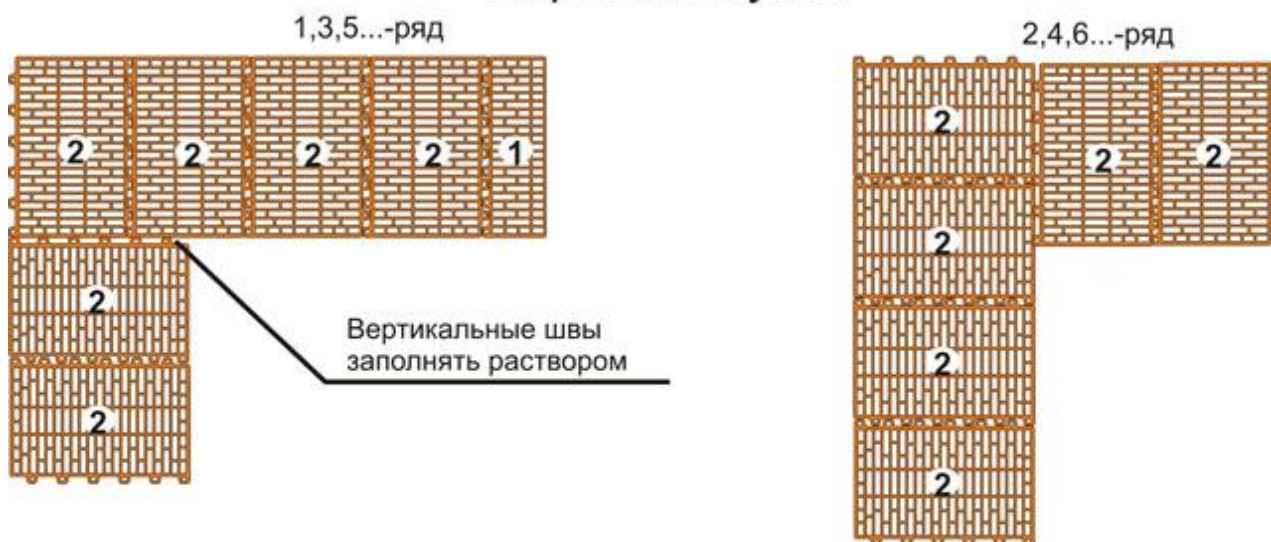 1,3,5...-ряд
2,4,6...-ряд
2 2 2 2 1
2 2 2
2
2
2
2
2
Вертикальные швы
заполнять раствором